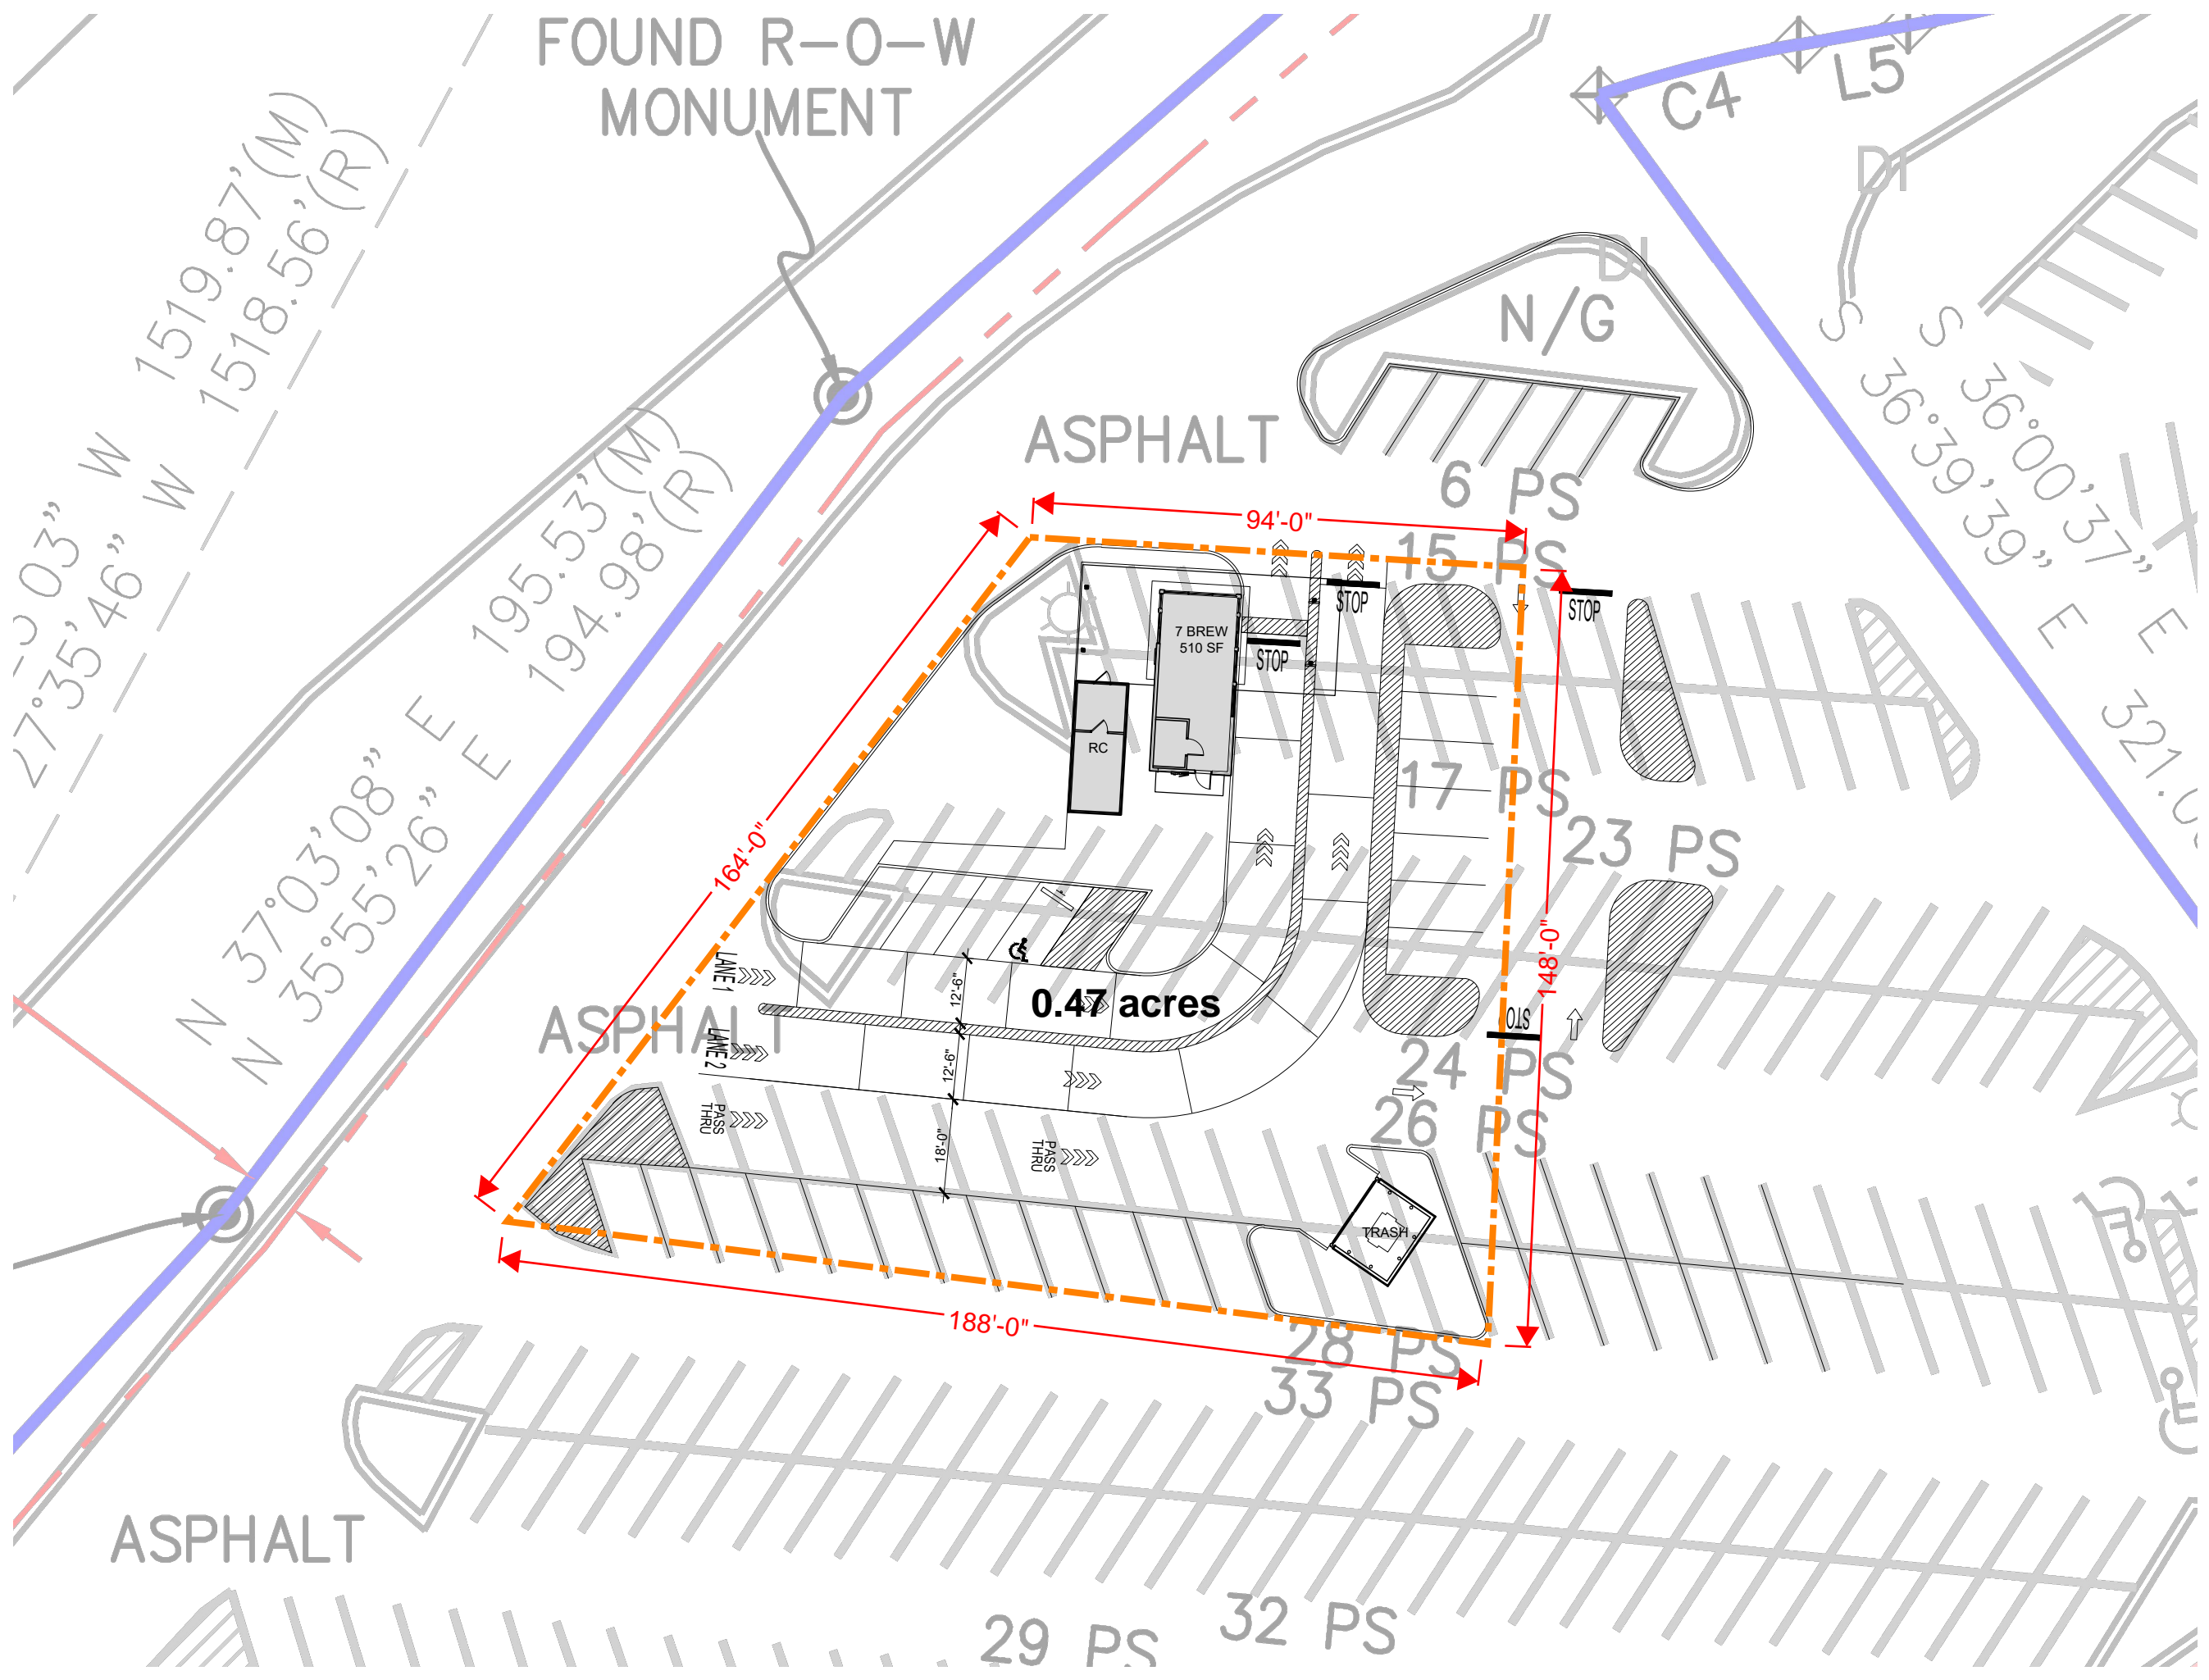 FOUND R-O-W
MONUMENT
C4
L5
DI
DI
N/G
1519.87'(M)
1518.56'(R)
03" W
27°35'46" W
195.53'(M)
194.98'(R)
N 37°03'08" E
N 35°55'26" E
S 36°39'39" E
S 36°00'37" E
321.0
ASPHALT
6 PS
94'-0"
15 PS
STOP
STOP
STOP
7 BREW
510 SF
RC
17 PS
23 PS
164'-0"
148'-0"
LANE 1
12'-6"
0.47 acres
ASPHALT
LANE 2
12'-6"
STO
24 PS
26 PS
PASS
THRU
18'-0"
PASS
THRU
TRASH
188'-0"
28 PS
33 PS
ASPHALT
29 PS
32 PS